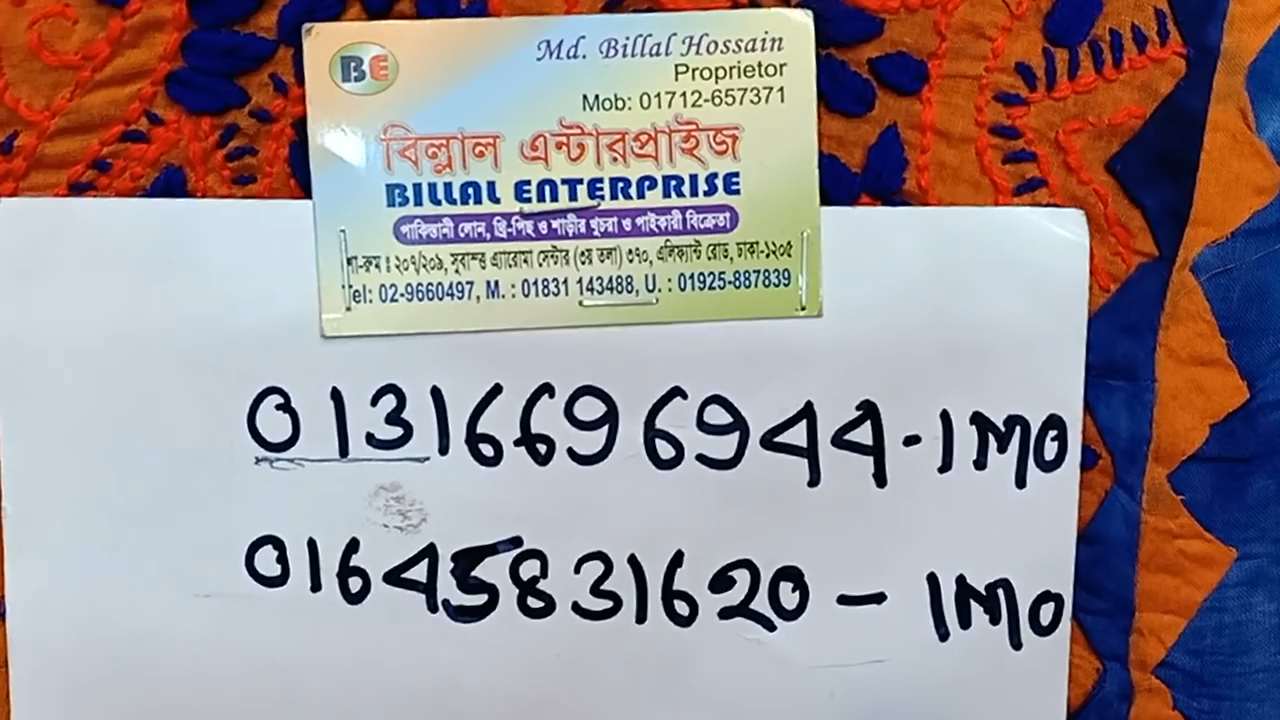 BE
Md. Billal Hossain
Proprietor
Mob: 01712-657371
বিল্লাল এন্টারপ্রাইজ
BILLAL ENTERPRISE
পাকিস্তানী লোন, থ্রি-পিছ ও শাড়ীর খুচরা ও পাইকারী বিক্রেতা
২০৭/২০৯, সুবাস্তু এ্যারোমা সেন্টার (৩য় তলা) ৩৭০, এলিফ্যান্ট রোড, ঢাকা-১২০৫
Tel: 02-9660497, M. : 01831 143488, U. : 01925-887839
01316696944-IMO
01645831620 - IMO